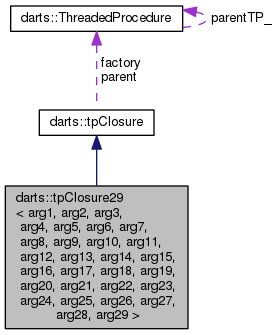 darts::ThreadedProcedure
parentTP_
factory
parent
darts::tpClosure
darts::tpClosure29
< arg1, arg2, arg3,
arg4, arg5, arg6, arg7,
arg8, arg9, arg10, arg11,
arg12, arg13, arg14, arg15,
arg16, arg17, arg18, arg19,
arg20, arg21, arg22, arg23,
arg24, arg25, arg26, arg27,
arg28, arg29 >